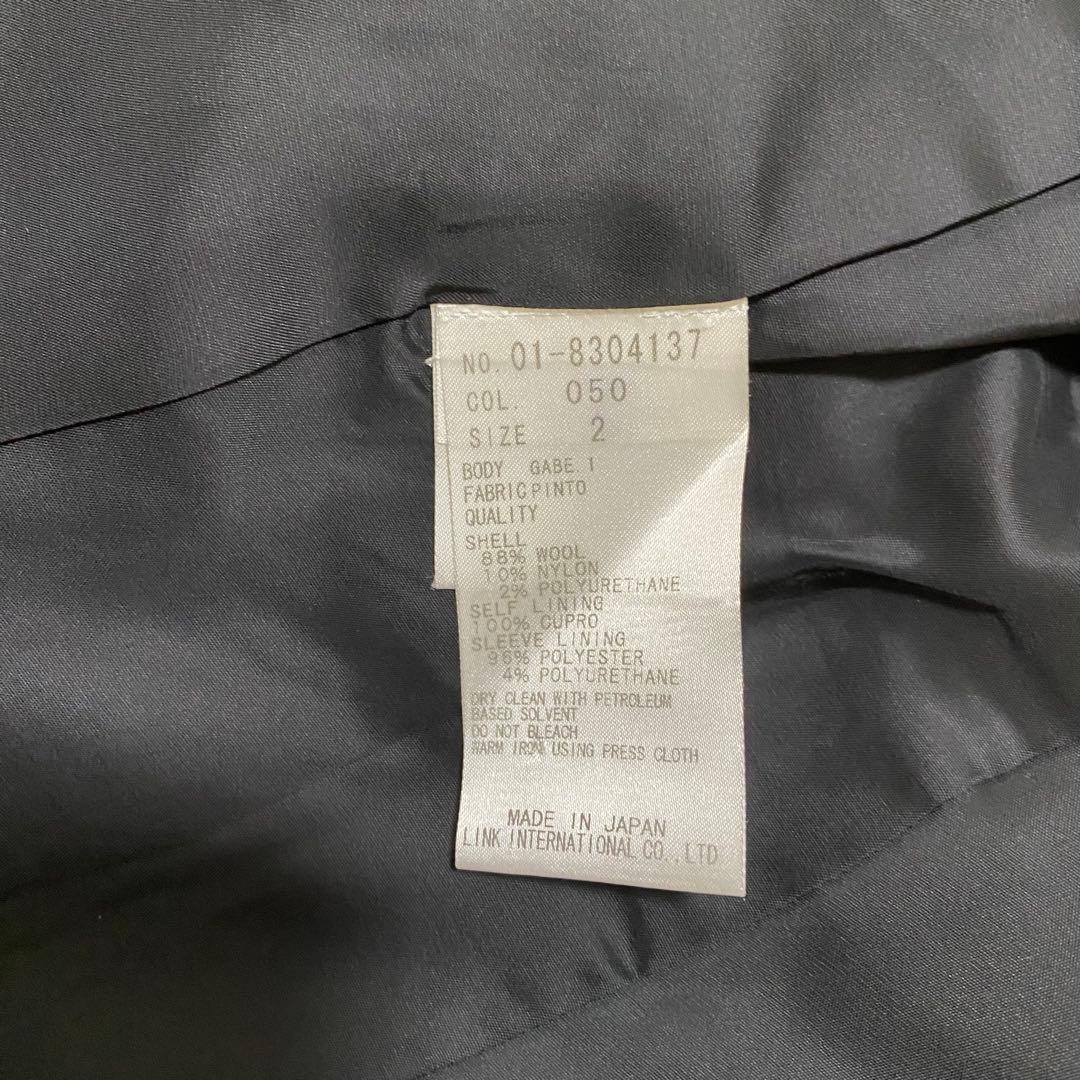 NO. 01-8304137
COL. 050
SIZE 2
BODY GABE.1
FABRIC PINTO
QUALITY
SHELL
88% WOOL
10% NYLON
2% POLYURETHANE
SELF LINING
100% CUPRO
SLEEVE LINING
96% POLYESTER
4% POLYURETHANE
DRY CLEAN WITH PETROLEUM
BASED SOLVENT
DO NOT BLEACH
WARM IRON USING PRESS CLOTH
MADE IN JAPAN
LINK INTERNATIONAL CO.,LTD